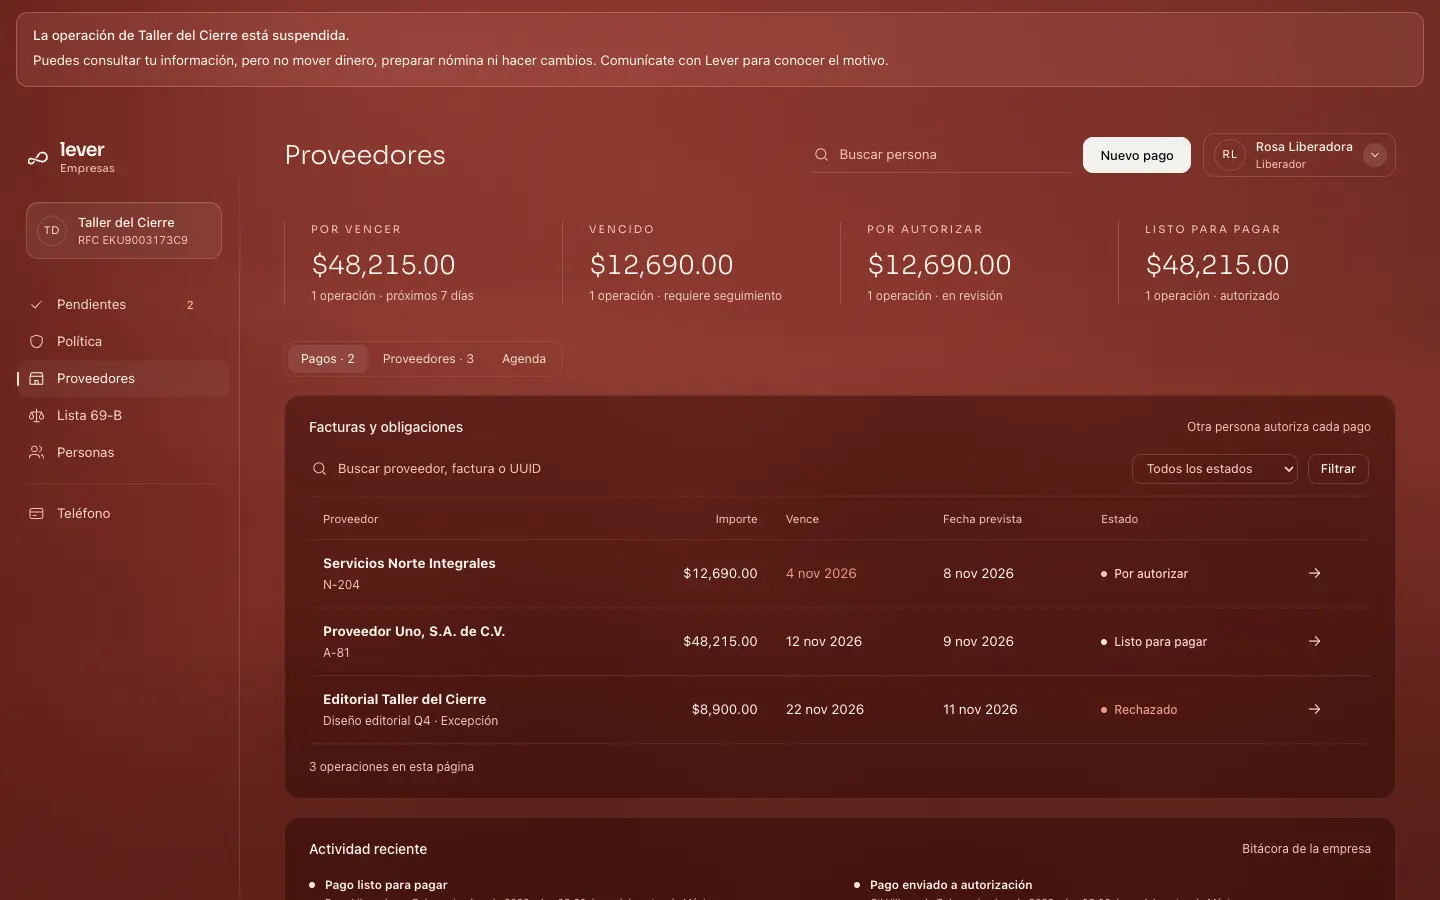 La operación de Taller del Cierre está suspendida.
Puedes consultar tu información, pero no mover dinero, preparar nómina ni hacer cambios. Comunícate con Lever para conocer el motivo.
lever
Empresas
Proveedores
Buscar persona
Nuevo pago
RL
Rosa Liberadora
Liberador
TD
Taller del Cierre
RFC EKU9003173C9
Pendientes 2
Política
Proveedores
Lista 69-B
Personas
Teléfono
POR VENCER
$48,215.00
1 operación · próximos 7 días
VENCIDO
$12,690.00
1 operación · requiere seguimiento
POR AUTORIZAR
$12,690.00
1 operación · en revisión
LISTO PARA PAGAR
$48,215.00
1 operación · autorizado
Pagos · 2 Proveedores · 3 Agenda
Facturas y obligaciones
Otra persona autoriza cada pago
Buscar proveedor, factura o UUID
Todos los estados
Filtrar
Proveedor Importe Vence Fecha prevista Estado
Servicios Norte Integrales
N-204
$12,690.00 4 nov 2026 8 nov 2026 Por autorizar
Proveedor Uno, S.A. de C.V.
A-81
$48,215.00 12 nov 2026 9 nov 2026 Listo para pagar
Editorial Taller del Cierre
Diseño editorial Q4 · Excepción
$8,900.00 22 nov 2026 11 nov 2026 Rechazado
3 operaciones en esta página
Actividad reciente
Bitácora de la empresa
Pago listo para pagar
Pago enviado a autorización